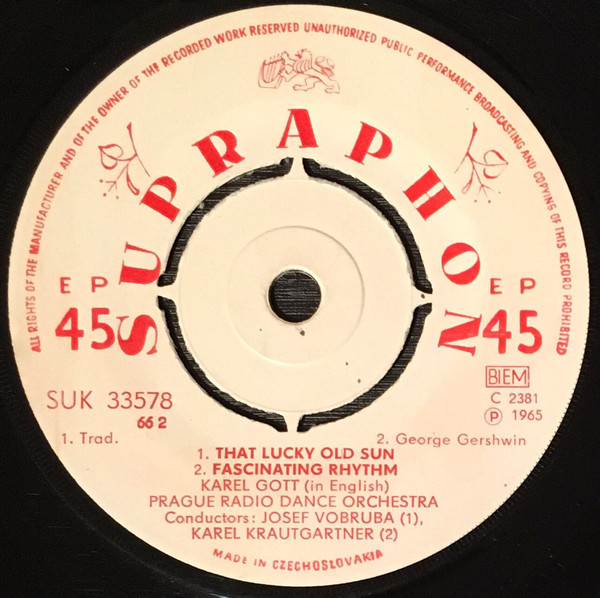 ALL RIGHTS OF THE MANUFACTURER AND OF THE OWNER OF THE RECORDED WORK RESERVED UNAUTHORIZED PUBLIC PERFORMANCE BROADCASTING AND COPYING OF THIS RECORD PROHIBITED
SUPRAPHON
EP
45
EP
45
BIEM
SUK 33578
C 2381
66 2
℗ 1965
1. Trad.
2. George Gershwin
1. THAT LUCKY OLD SUN
2. FASCINATING RHYTHM
KAREL GOTT (in English)
PRAGUE RADIO DANCE ORCHESTRA
Conductors: JOSEF VOBRUBA (1),
KAREL KRAUTGARTNER (2)
MADE IN CZECHOSLOVAKIA